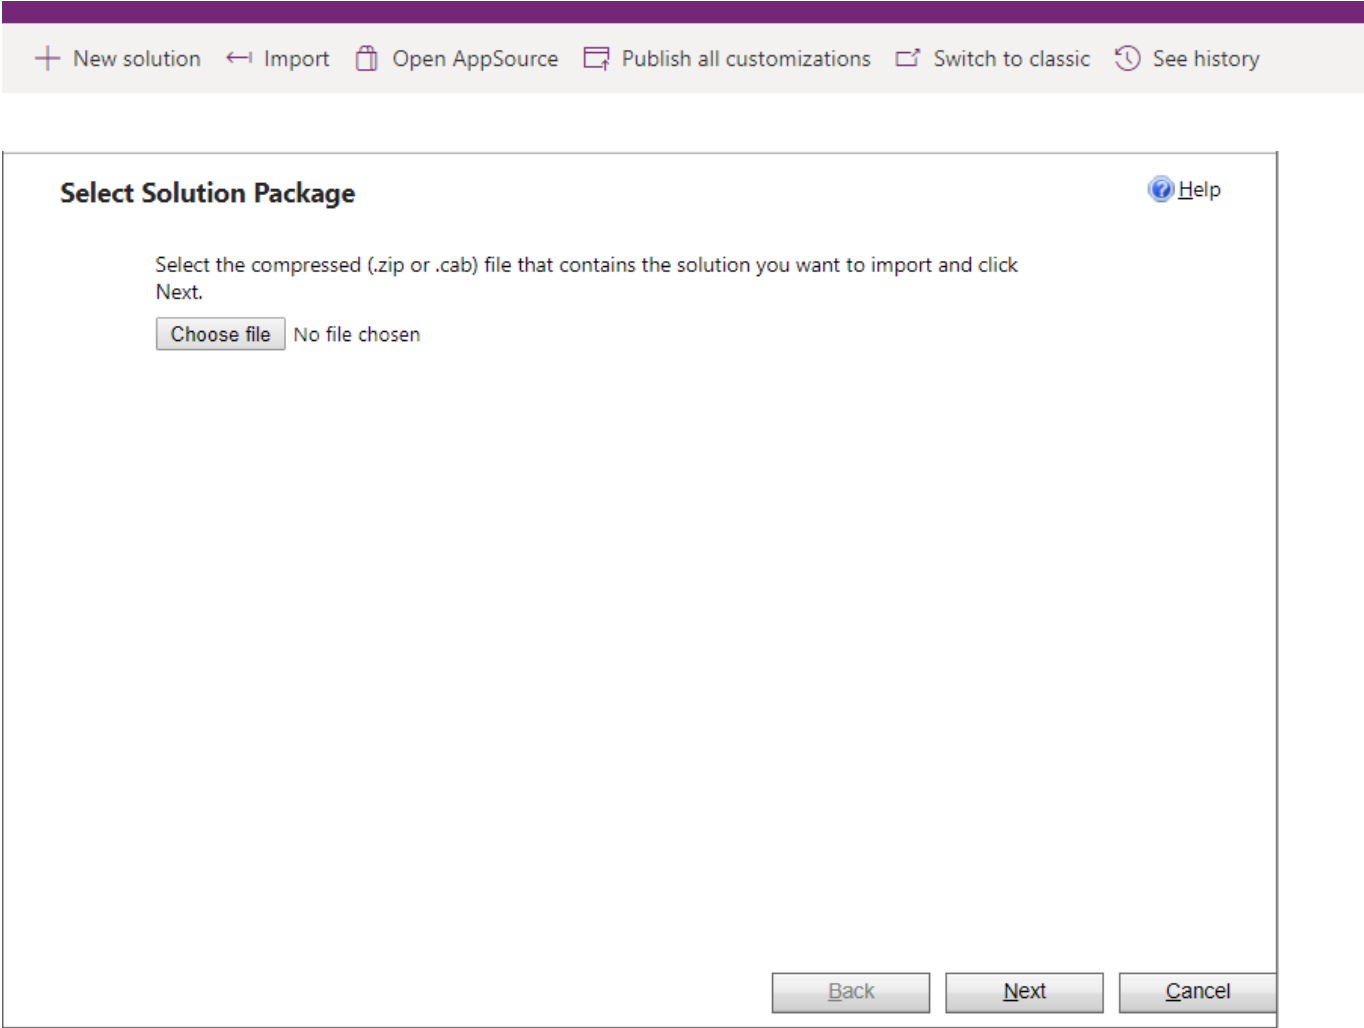 New solution Import Open AppSource Publish all customizations Switch to classic See history
Select Solution Package
Help
Select the compressed (.zip or .cab) file that contains the solution you want to import and click
Next.
Choose file No file chosen
Back Next Cancel